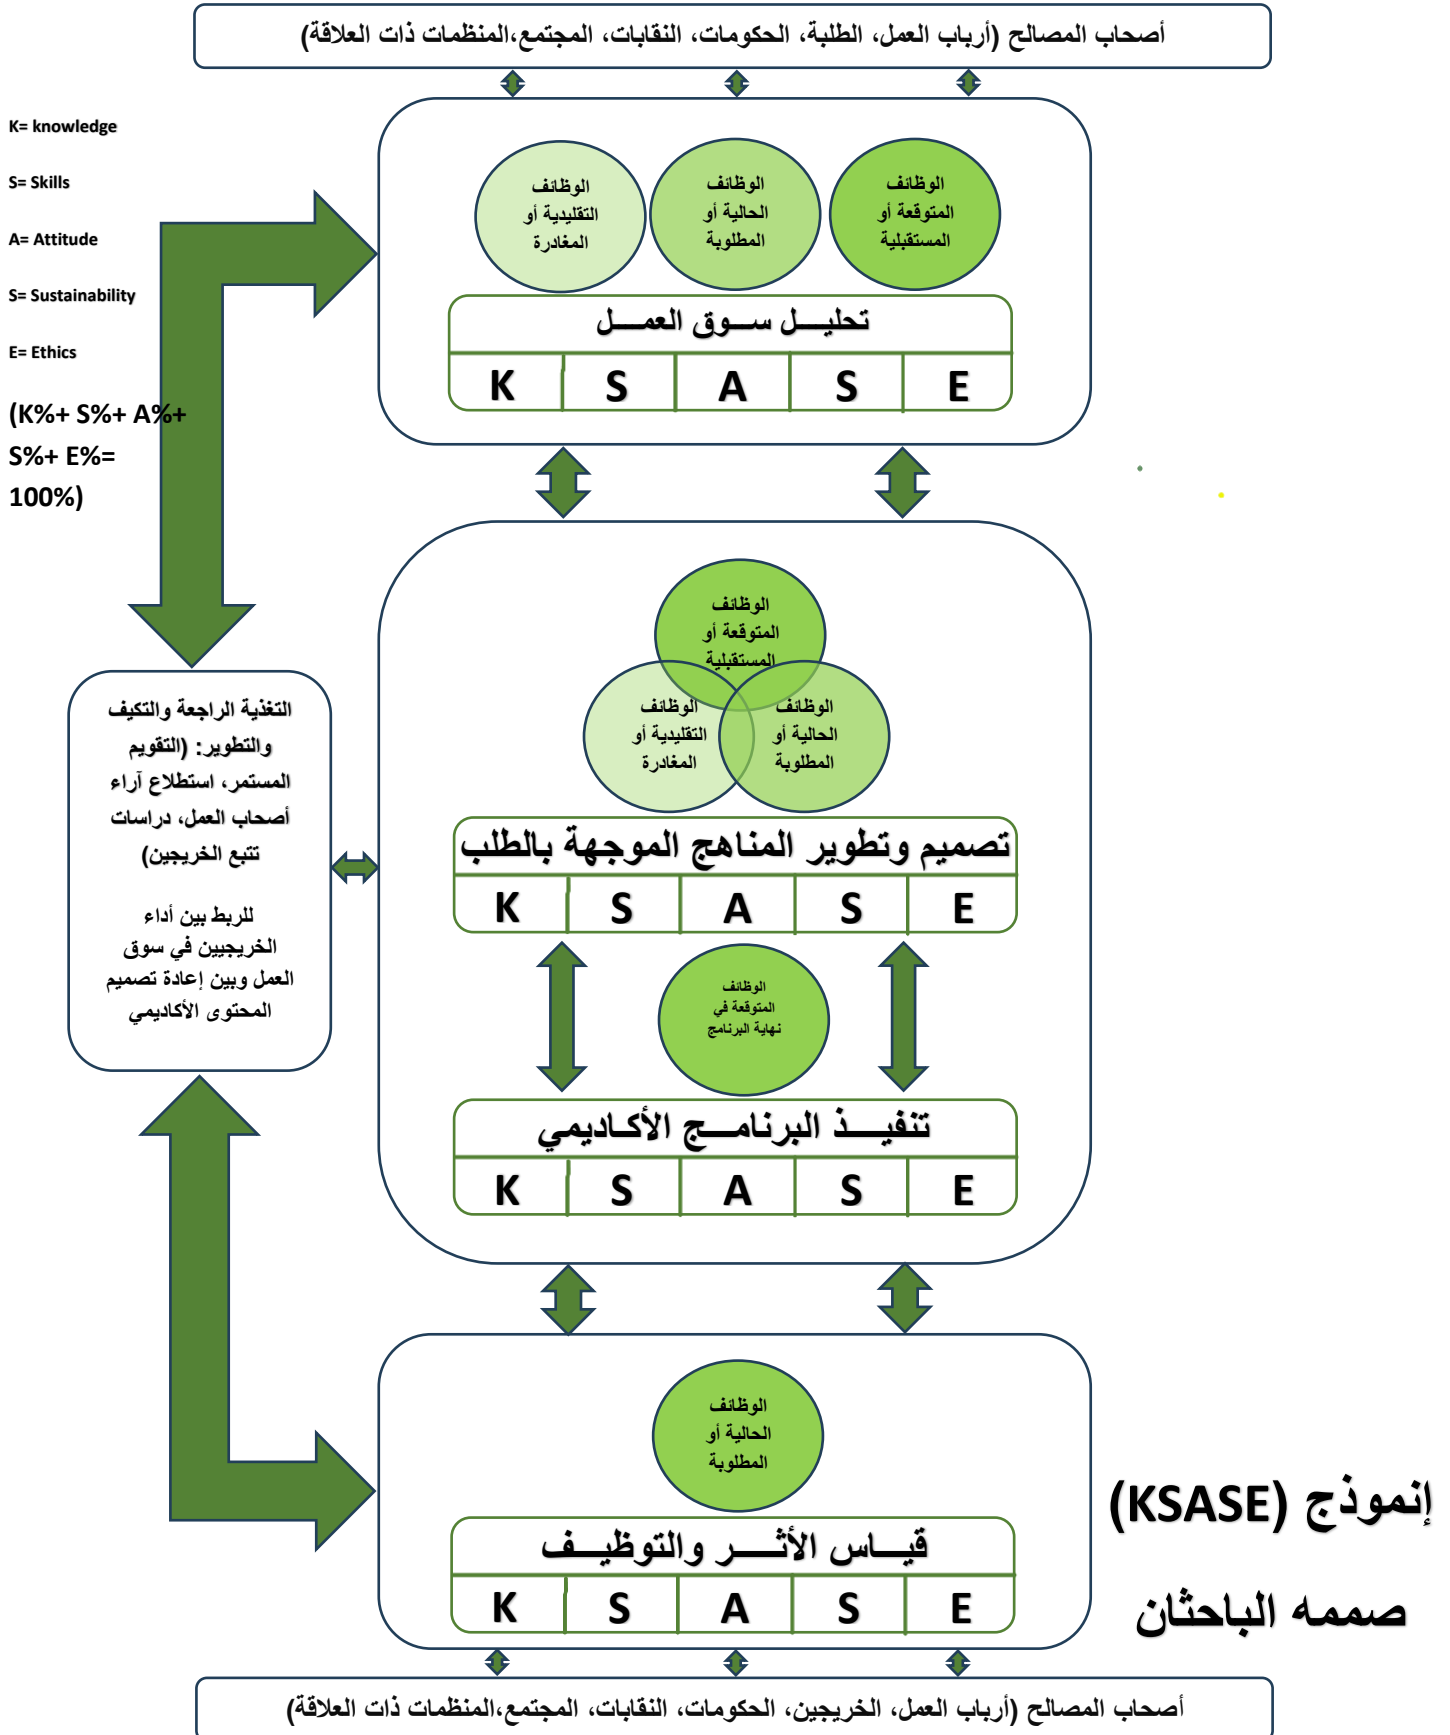 أصحاب المصالح (أرباب العمل، الطلبة، الحكومات، النقابات، المجتمع،المنظمات ذات العلاقة)
K= knowledge
S= Skills
A= Attitude
S= Sustainability
E= Ethics
(K%+ S%+ A%+
S%+ E%=
100%)
الوظائف
المتوقعة أو
المستقبلية
الوظائف
الحالية أو
المطلوبة
الوظائف
التقليدية أو
المغادرة
تحليـــل ســـوق العمـــل
K S A S E
الوظائف
المتوقعة أو
المستقبلية
الوظائف
الحالية أو
المطلوبة
الوظائف
التقليدية أو
المغادرة
تصميم وتطوير المناهج الموجهة بالطلب
K S A S E
الوظائف
المتوقعة في
نهاية البرنامج
تنفيـــذ البرنامـــج الأكـاديمي
K S A S E
التغذية الراجعة والتكيف
والتطوير: (التقويم
المستمر، استطلاع آراء
أصحاب العمل، دراسات
تتبع الخريجين)
للربط بين أداء
الخريجيين في سوق
العمل وبين إعادة تصميم
المحتوى الأكاديمي
الوظائف
الحالية أو
المطلوبة
قيـــاس الأثـــر والتوظيـــف
K S A S E
إنموذج (KSASE)
صممه الباحثان
أصحاب المصالح (أرباب العمل، الخريجين، الحكومات، النقابات، المجتمع،المنظمات ذات العلاقة)